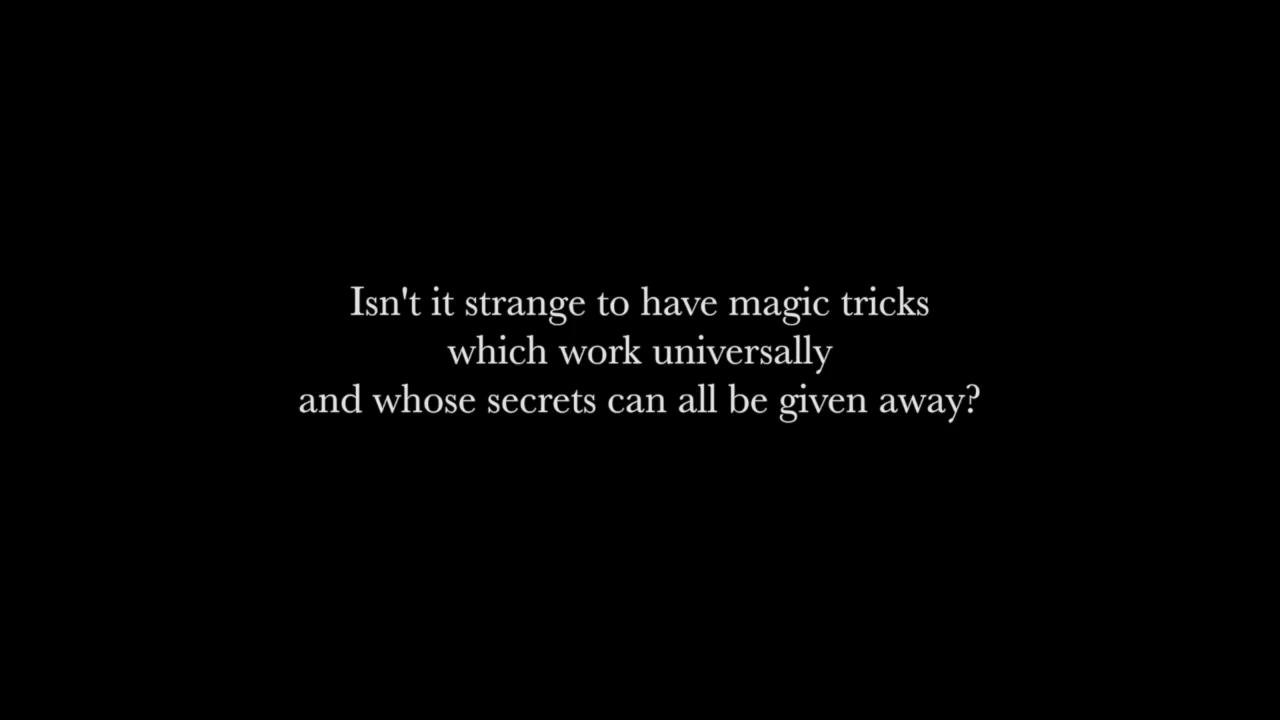 Isn't it strange to have magic tricks
which work universally
and whose secrets can all be given away?